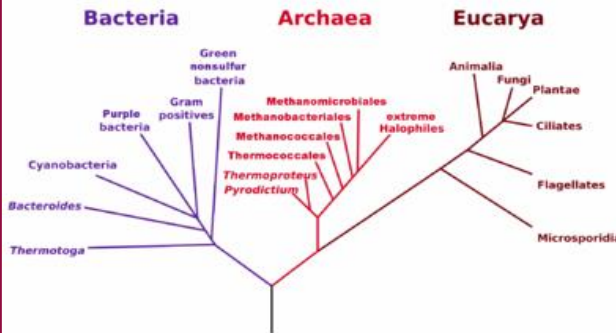 Bacteria
Archaea
Eucarya
Green
nonsulfur
bacteria
Gram
positives
Purple
bacteria
Cyanobacteria
Bacteroides
Thermotoga
Methanomicrobiales
Methanobacteriales
Methanococcales
Thermococcales
Thermoproteus
Pyrodictium
extreme
Halophiles
Animalia
Fungi
Plantae
Ciliates
Flagellates
Microsporidia